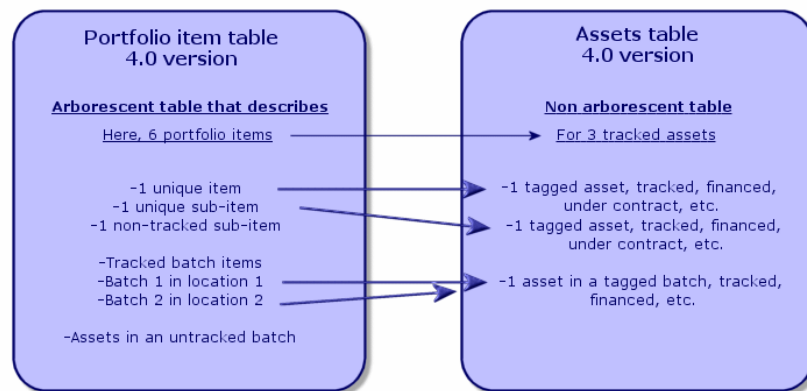 Portfolio item table
4.0 version
Arborescent table that describes
Here, 6 portfolio items
-1 unique item
-1 unique sub-item
-1 non-tracked sub-item
-Tracked batch items
-Batch 1 in location 1
-Batch 2 in location 2
-Assets in an untracked batch
Assets table
4.0 version
Non arborescent table
For 3 tracked assets
-1 tagged asset, tracked, financed,
under contract, etc.
-1 tagged asset, tracked, financed,
under contract, etc.
-1 asset in a tagged batch, tracked,
financed, etc.